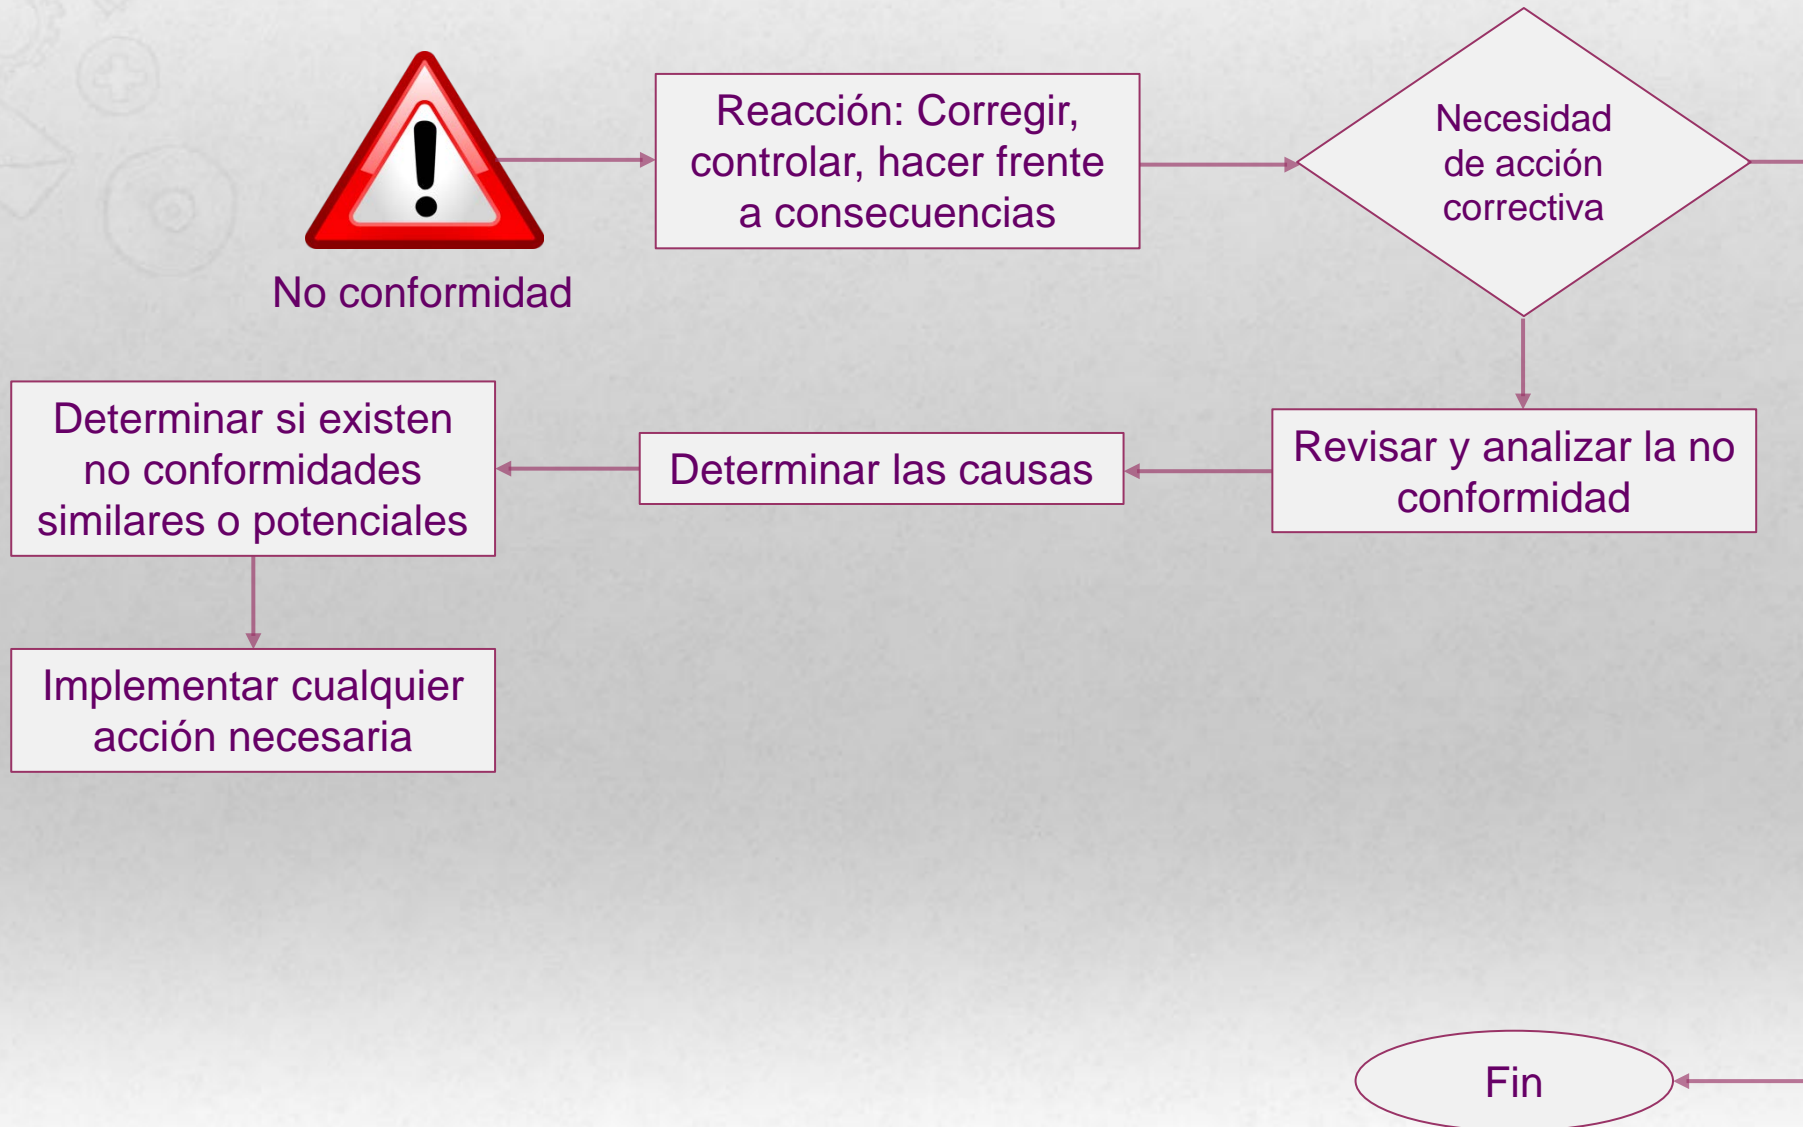 No conformidad
Reacción: Corregir,
controlar, hacer frente
a consecuencias
Necesidad
de acción
correctiva
Revisar y analizar la no
conformidad
Determinar las causas
Determinar si existen
no conformidades
similares o potenciales
Implementar cualquier
acción necesaria
Fin